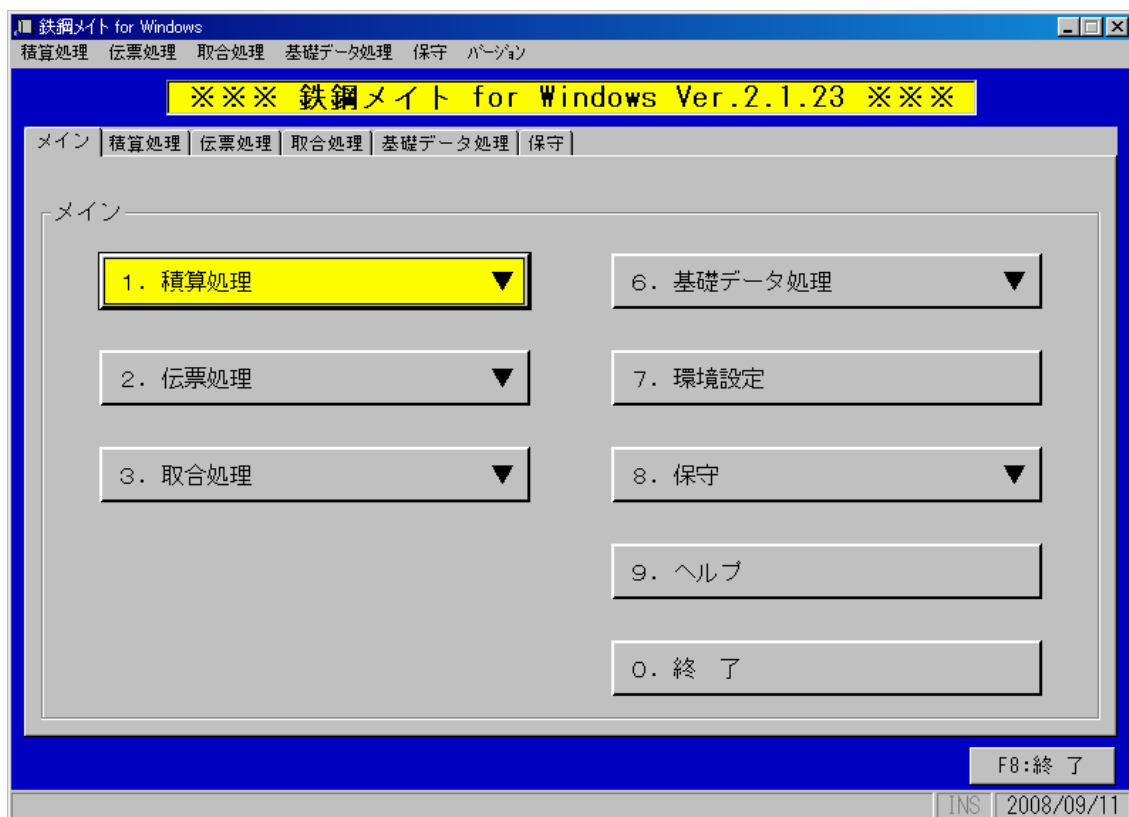 鉄鋼メイト for Windows
積算処理 伝票処理 取合処理 基礎データ処理 保守 バージョン
※※※ 鉄鋼メイト for Windows Ver.2.1.23 ※※※
メイン 積算処理 伝票処理 取合処理 基礎データ処理 保守
メイン
1. 積算処理 ▼
6. 基礎データ処理 ▼
2. 伝票処理 ▼
7. 環境設定
3. 取合処理 ▼
8. 保守 ▼
9. ヘルプ
0. 終 了
F8:終 了
INS 2008/09/11